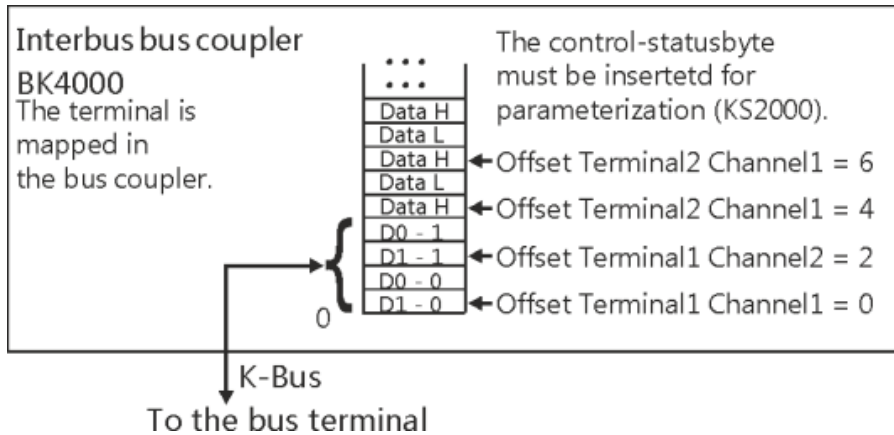 Interbus bus coupler
BK4000
The terminal is
mapped in
the bus coupler.
The control-statusbyte
must be insertetd for
parameterization (KS2000).
Data H
Data L
Data H
Data L
Data H
D0 - 1
D1 - 1
D0 - 0
D1 - 0
0
Offset Terminal2 Channel1 = 6
Offset Terminal2 Channel1 = 4
Offset Terminal1 Channel2 = 2
Offset Terminal1 Channel1 = 0
K-Bus
To the bus terminal